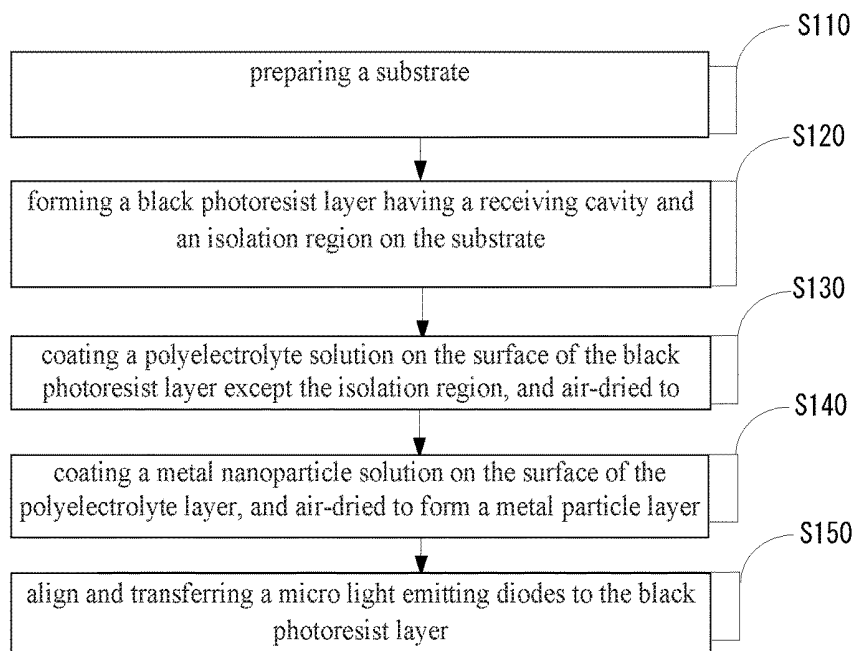 S110
preparing a substrate
S120
forming a black photoresist layer having a receiving cavity and
an isolation region on the substrate
S130
coating a polyelectrolyte solution on the surface of the black
photoresist layer except the isolation region, and air-dried to
S140
coating a metal nanoparticle solution on the surface of the
polyelectrolyte layer, and air-dried to form a metal particle layer
S150
align and transferring a micro light emitting diodes to the black
photoresist layer